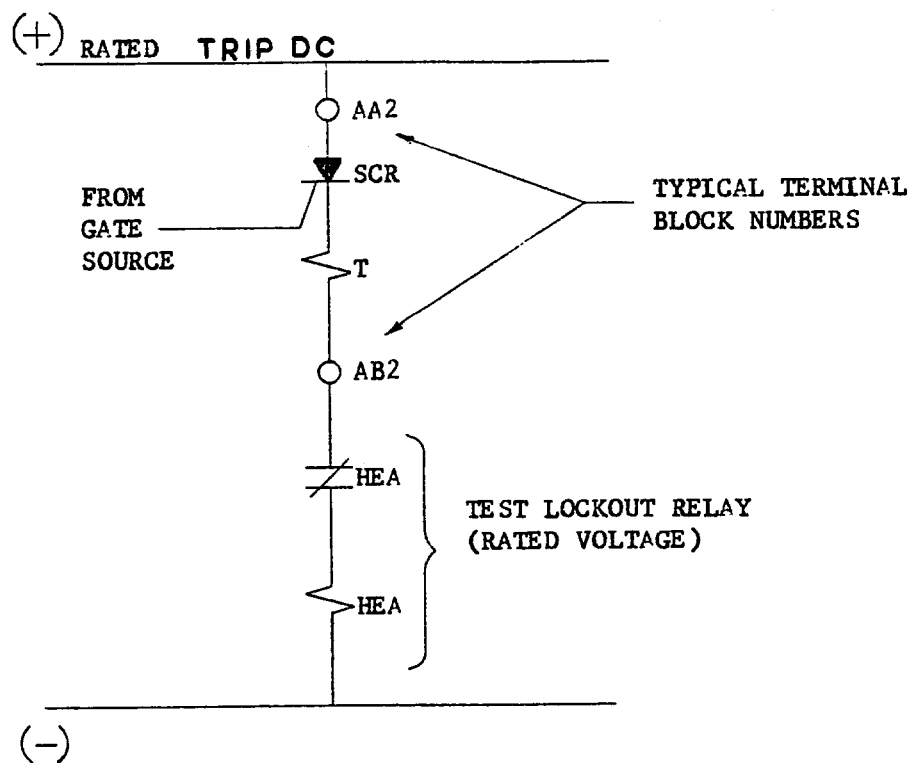 (+) RATED TRIP DC
AA2
SCR
FROM
GATE
SOURCE
TYPICAL TERMINAL
BLOCK NUMBERS
T
AB2
HEA
TEST LOCKOUT RELAY
(RATED VOLTAGE)
HEA
(-)